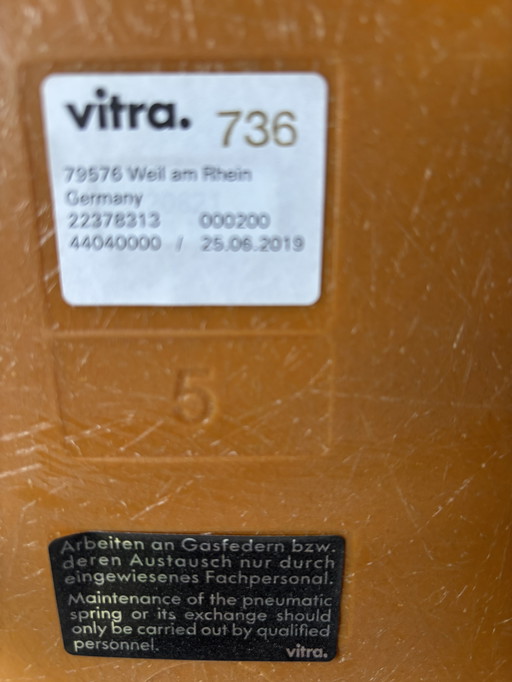 vitra. 736
79576 Weil am Rhein
Germany
22378313 000200
44040000 / 25.06.2019
5
Arbeiten an Gasfedern bzw.
deren Austausch nur durch
eingewiesenes Fachpersonal.
Maintenance of the pneumatic
spring or its exchange should
only be carried out by qualified
personnel.
vitra.